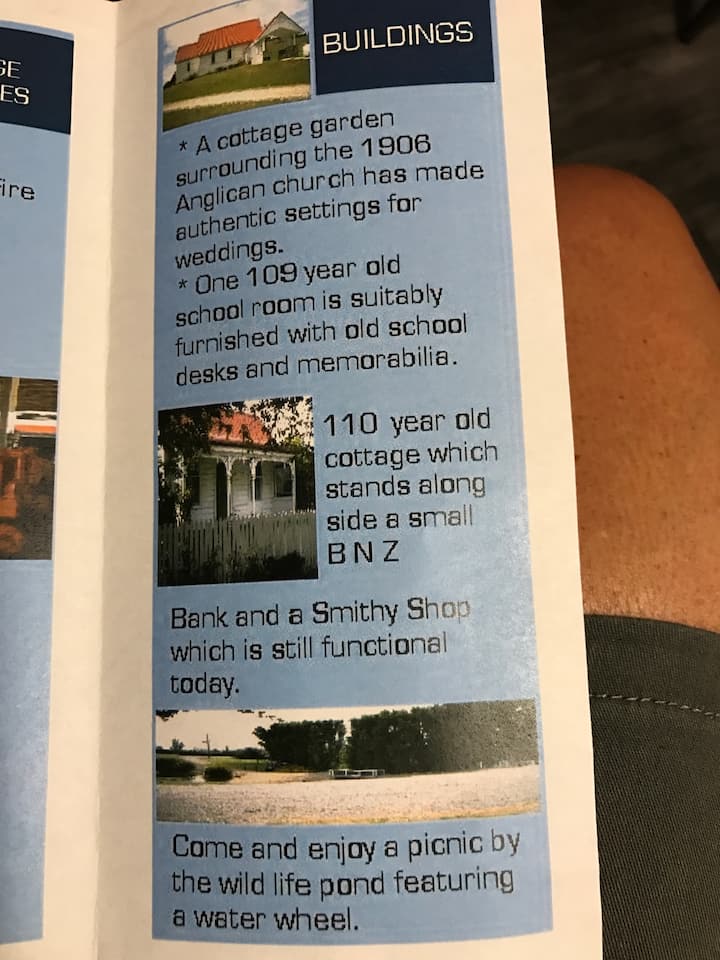 GE
ES
ire
BUILDINGS
* A cottage garden
surrounding the 1906
Anglican church has made
authentic settings for
weddings.
* One 109 year old
school room is suitably
furnished with old school
desks and memorabilia.
110 year old
cottage which
stands along
side a small
B N Z
Bank and a Smithy Shop
which is still functional
today.
Come and enjoy a picnic by
the wild life pond featuring
a water wheel.